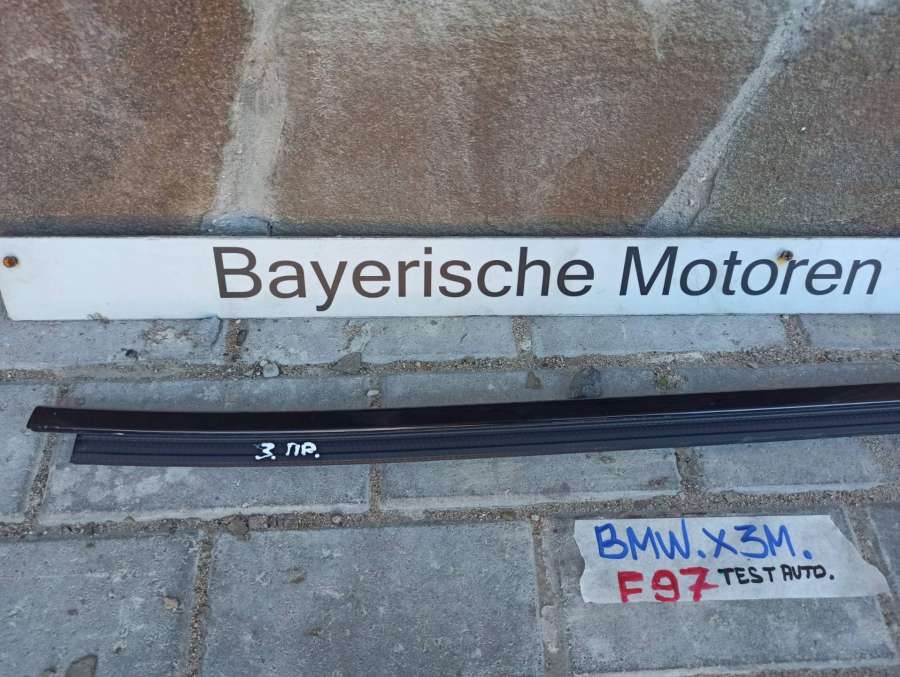 Bayerische Motoren
З. ПР.
BMW. X3M.
F97 TEST AUTO.